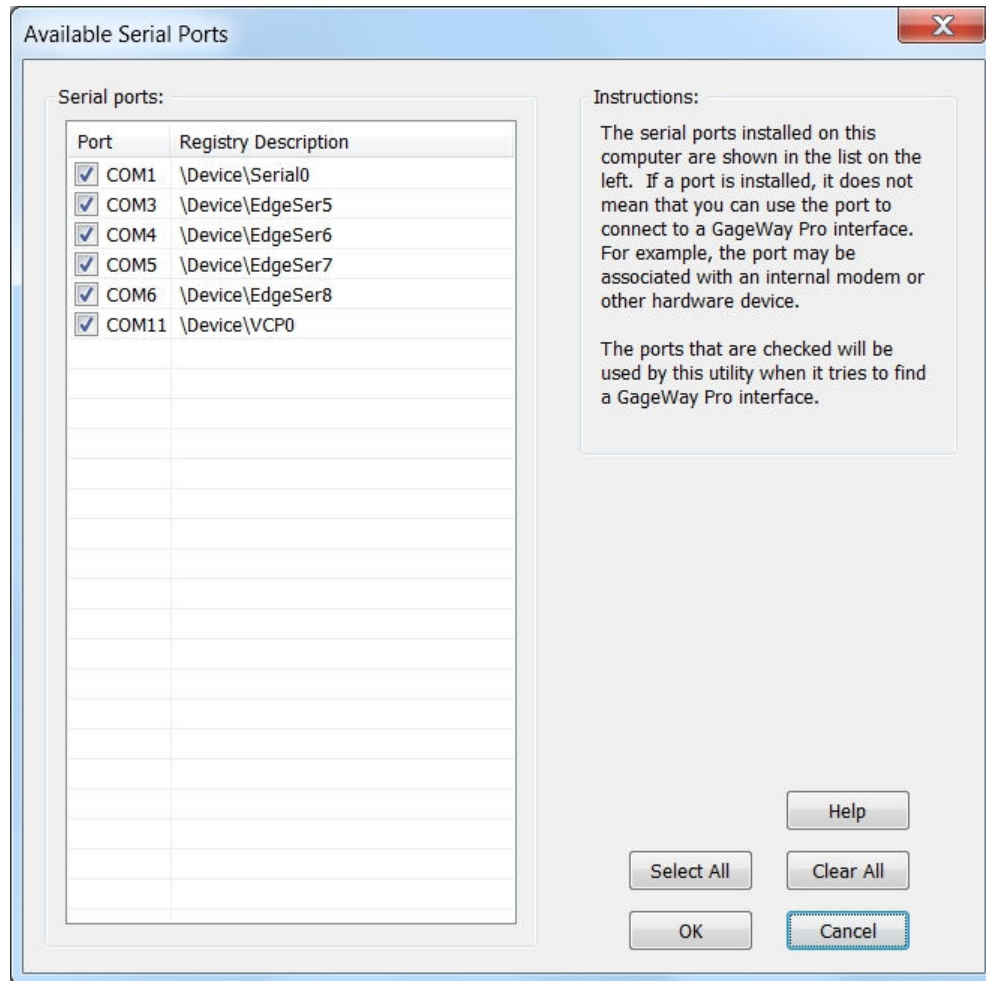 Available Serial Ports
Serial ports:
Port Registry Description
COM1 \Device\Serial0
COM3 \Device\EdgeSer5
COM4 \Device\EdgeSer6
COM5 \Device\EdgeSer7
COM6 \Device\EdgeSer8
COM11 \Device\VCP0
Instructions:
The serial ports installed on this
computer are shown in the list on the
left. If a port is installed, it does not
mean that you can use the port to
connect to a GageWay Pro interface.
For example, the port may be
associated with an internal modem or
other hardware device.
The ports that are checked will be
used by this utility when it tries to find
a GageWay Pro interface.
Help
Select All Clear All
OK Cancel